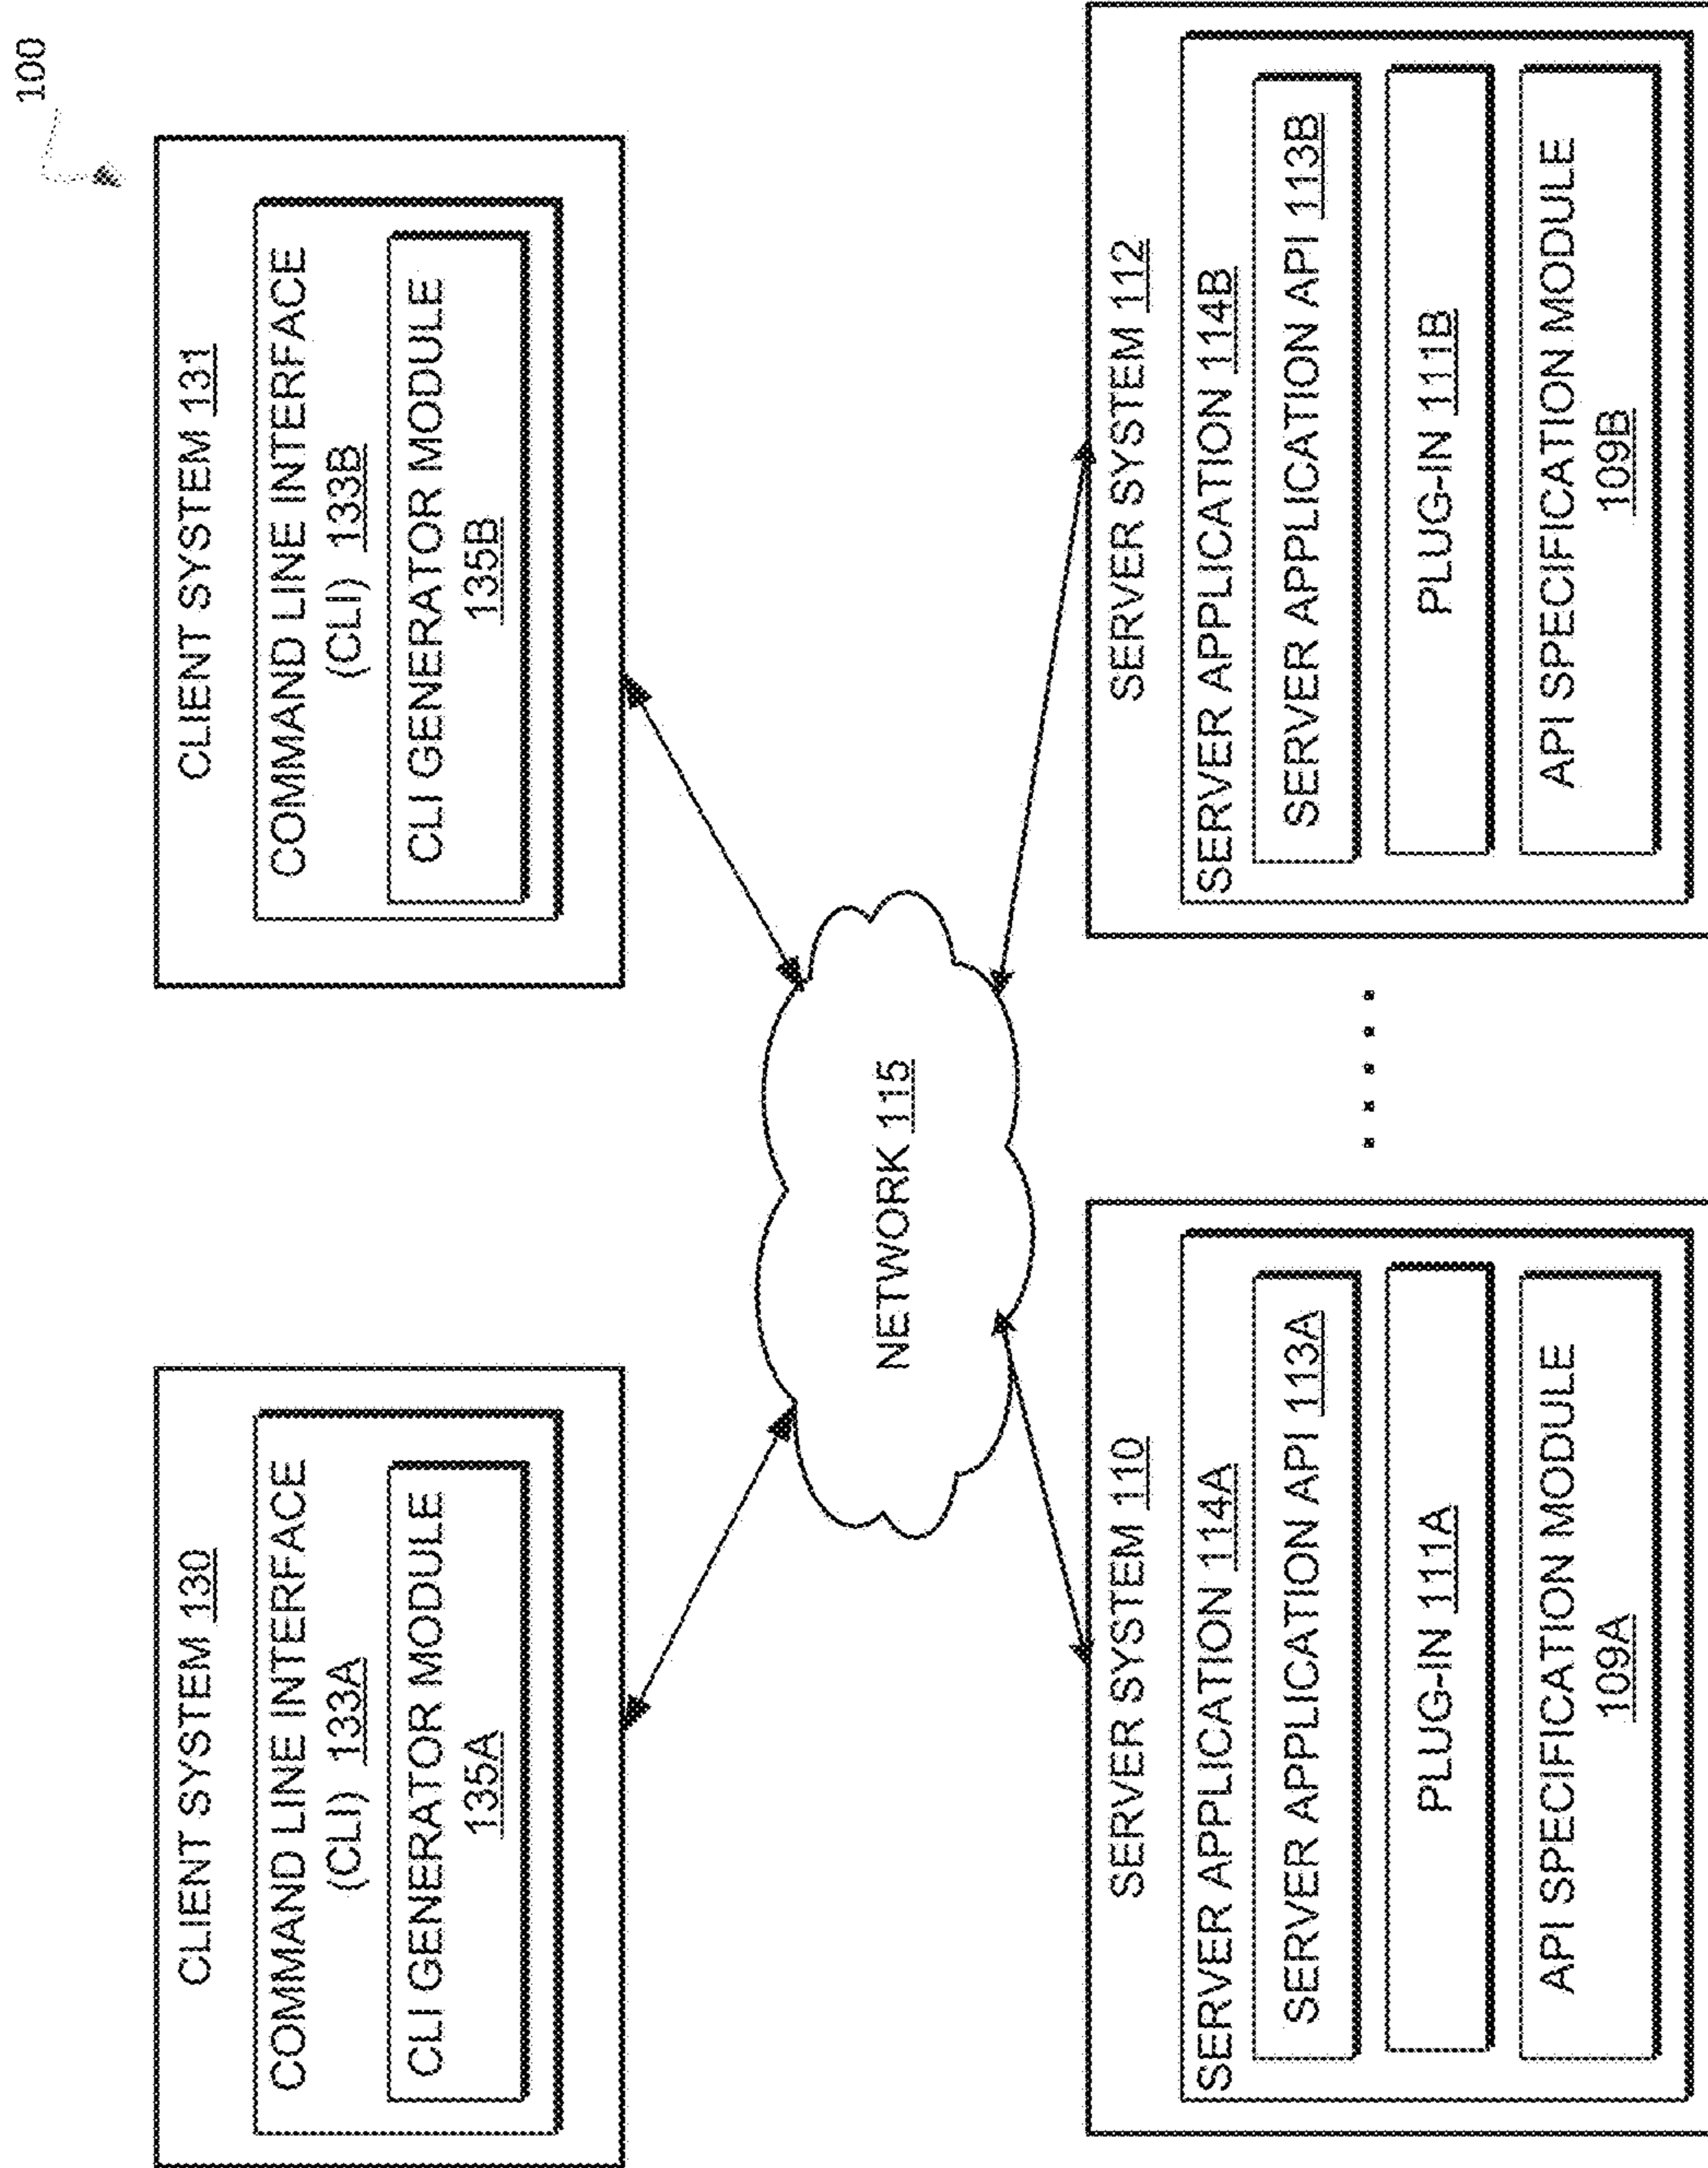 100
CLIENT SYSTEM 130
COMMAND LINE INTERFACE
(CLI) 133A
CLI GENERATOR MODULE
135A
CLIENT SYSTEM 131
COMMAND LINE INTERFACE
(CLI) 133B
CLI GENERATOR MODULE
135B
NETWORK 115
SERVER SYSTEM 110
SERVER APPLICATION 114A
SERVER APPLICATION API 113A
PLUG-IN 111A
API SPECIFICATION MODULE
109A
SERVER SYSTEM 112
SERVER APPLICATION 114B
SERVER APPLICATION API 113B
PLUG-IN 111B
API SPECIFICATION MODULE
109B